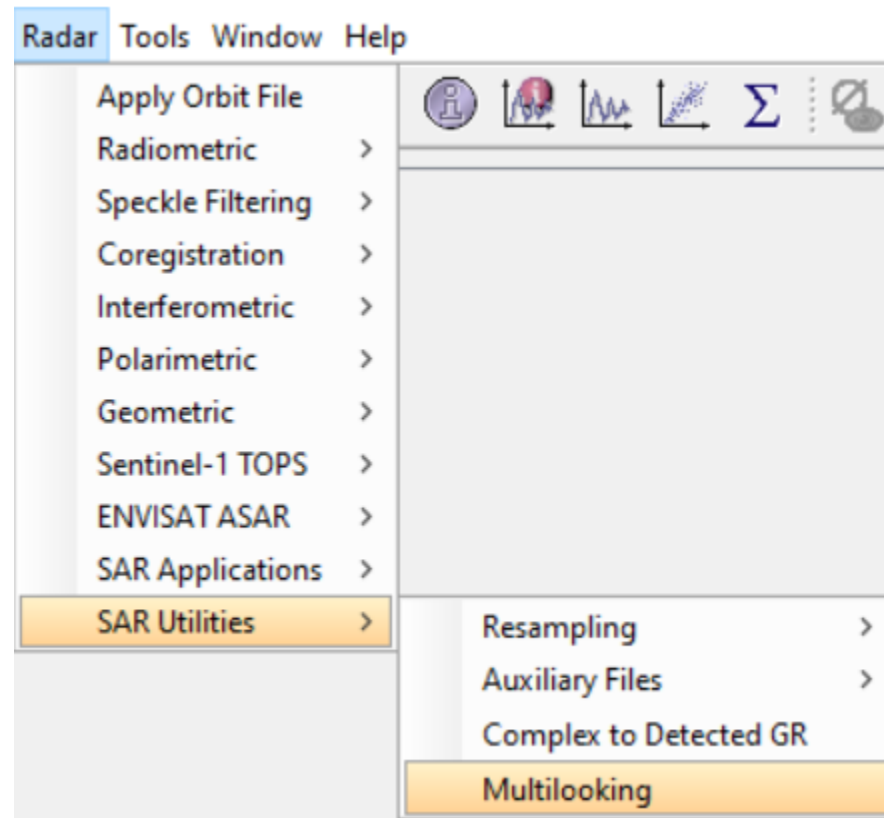 Radar Tools Window Help
Apply Orbit File
Radiometric >
Speckle Filtering >
Coregistration >
Interferometric >
Polarimetric >
Geometric >
Sentinel-1 TOPS >
ENVISAT ASAR >
SAR Applications >
SAR Utilities >
Resampling >
Auxiliary Files >
Complex to Detected GR
Multilooking